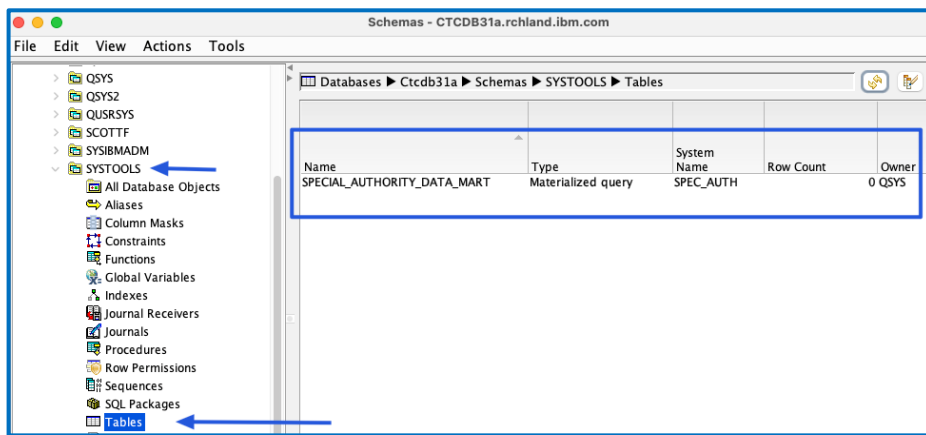 Schemas - CTCDB31a.rchland.ibm.com
File Edit View Actions Tools
QSYS
QSYS2
QUSRSYS
SCOTTF
SYSIBMADM
SYSTOOLS
All Database Objects
Aliases
Column Masks
Constraints
Functions
Global Variables
Indexes
Journal Receivers
Journals
Procedures
Row Permissions
Sequences
SQL Packages
Tables
Databases ▶ Ctcdb31a ▶ Schemas ▶ SYSTOOLS ▶ Tables
Name Type System Name Row Count Owner
SPECIAL_AUTHORITY_DATA_MART Materialized query SPEC_AUTH 0 QSYS